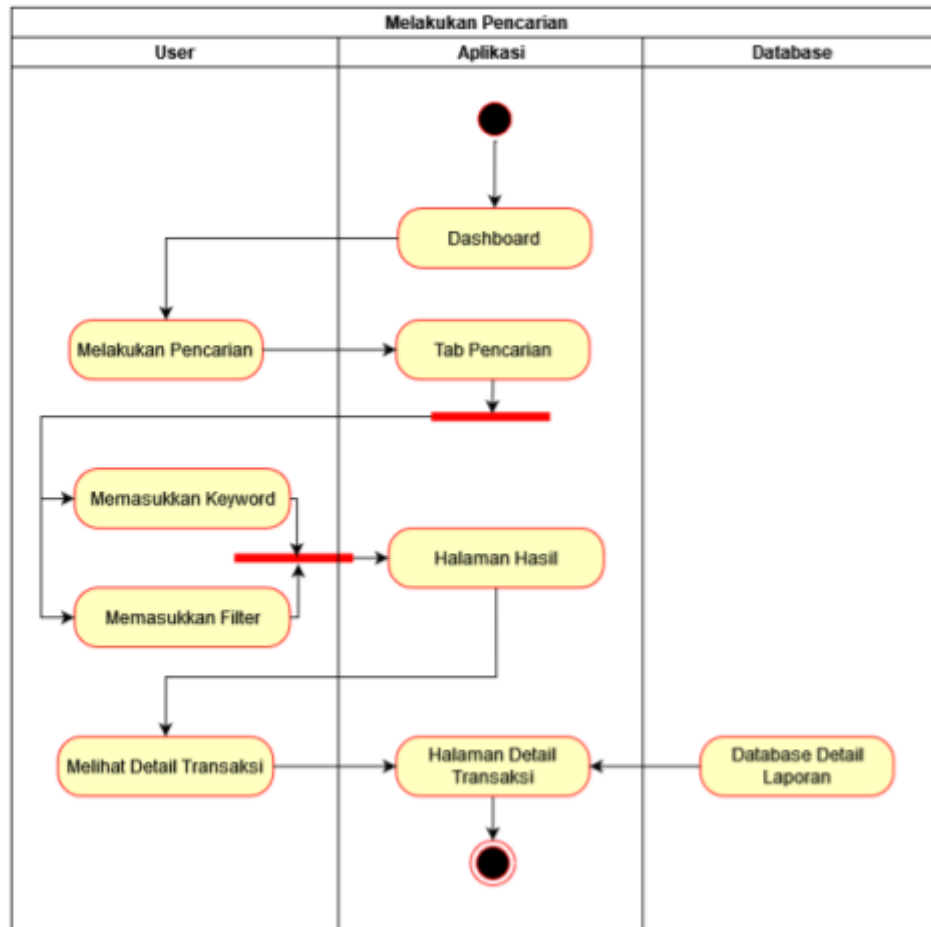 Melakukan Pencarian
User
Aplikasi
Database
Dashboard
Melakukan Pencarian
Tab Pencarian
Memasukkan Keyword
Halaman Hasil
Memasukkan Filter
Melihat Detail Transaksi
Halaman Detail
Transaksi
Database Detail
Laporan